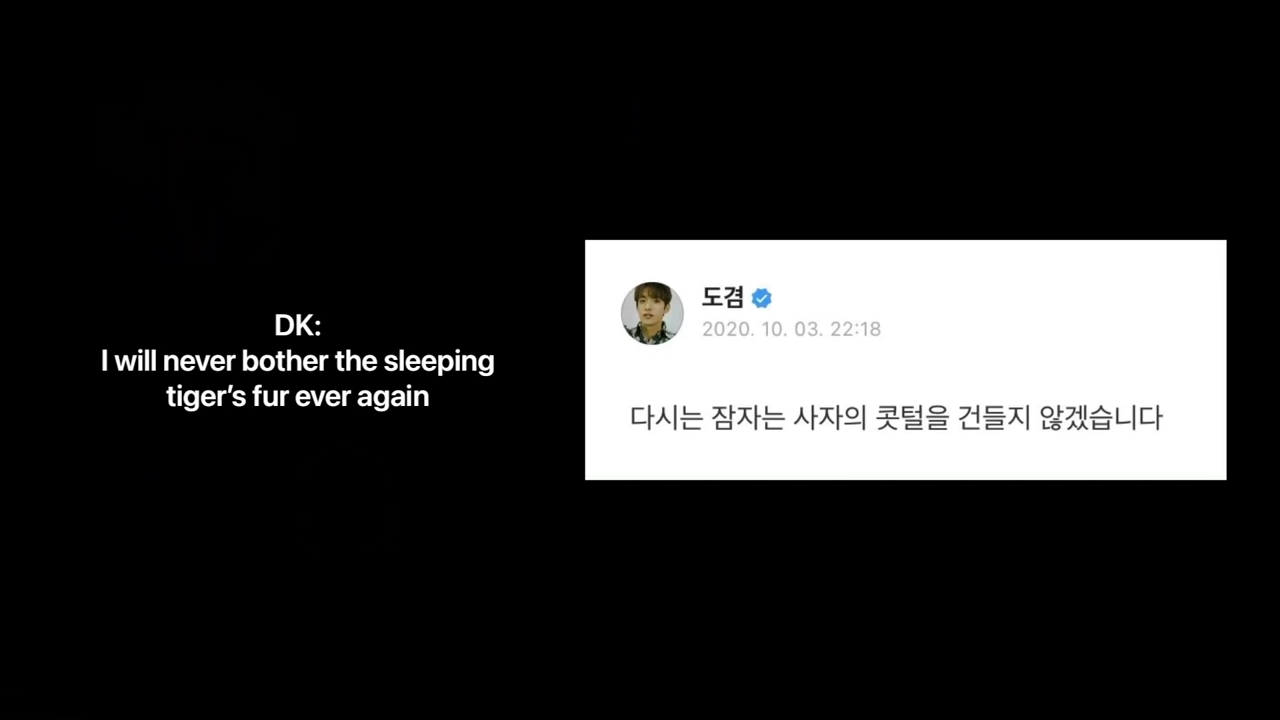 DK:
I will never bother the sleeping
tiger's fur ever again
도겸
2020. 10. 03. 22:18
다시는 잠자는 사자의 콧털을 건들지 않겠습니다